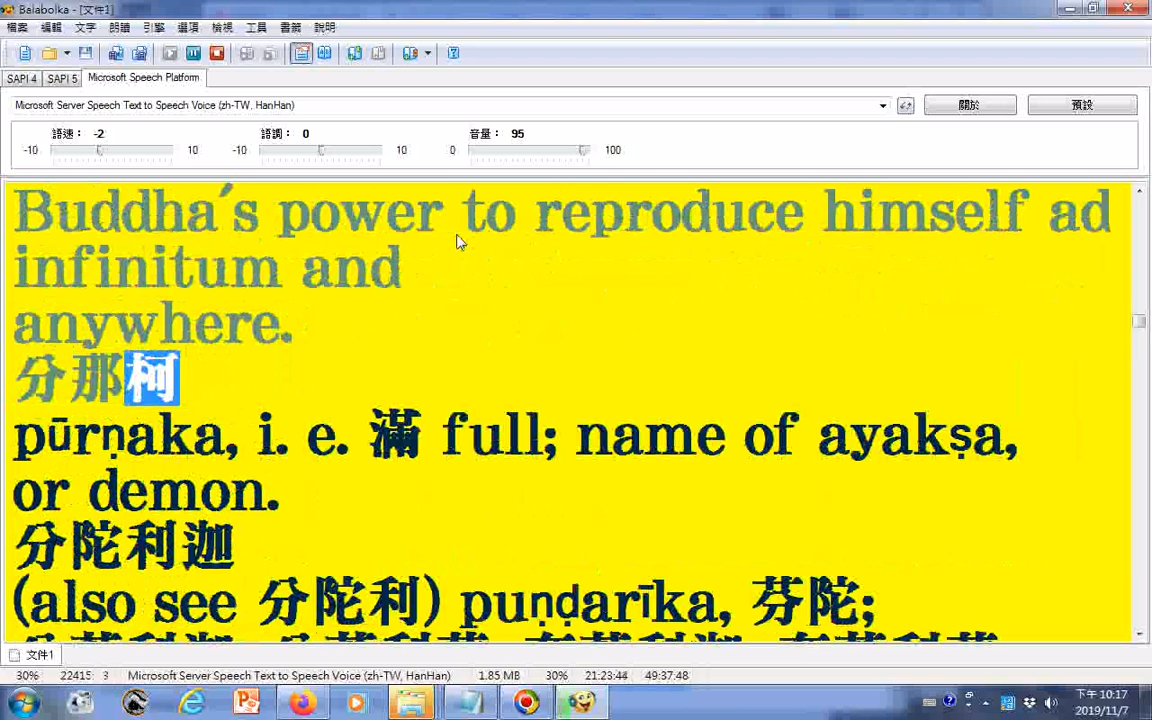 Balabolka - [文件1]
檔案 編輯 文字 朗讀 引擎 選項 檢視 工具 書籤 說明
SAPI 4 SAPI 5 Microsoft Speech Platform
Microsoft Server Speech Text to Speech Voice (zh-TW, HanHan) 關於 預設
語速： -2 語調： 0 音量： 95
-10 10 -10 10 0 100
Buddha's power to reproduce himself ad
infinitum and
anywhere.
分那柯
pūrṇaka, i. e. 滿 full; name of ayakṣa,
or demon.
分陀利迦
(also see 分陀利) puṇḍarīka, 芬陀;
文件1
30% 22415 3 Microsoft Server Speech Text to Speech Voice (zh-TW, HanHan) 1.85 MB 30% 21:23:44 49:37:48
下午 10:17
2019/11/7